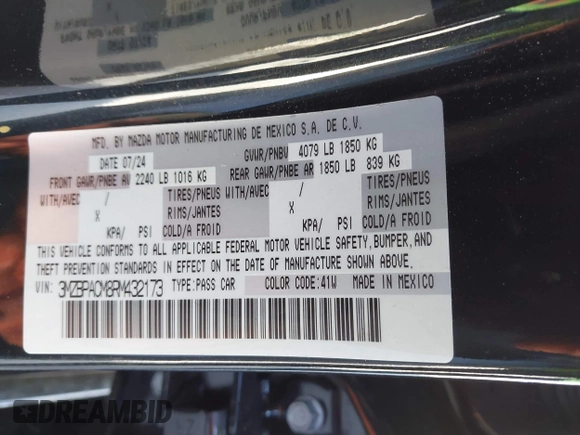 MFD. BY MAZDA MOTOR MANUFACTURING DE MEXICO S.A. DE C.V.
DATE 07/24 GVWR/PNBV 4079 LB 1850 KG
FRONT GAWR/PNBE AV 2240 LB 1016 KG REAR GAWR/PNBE AR 1850 LB 839 KG
WITH/AVEC / TIRES/PNEUS WITH/AVEC / TIRES/PNEUS
X RIMS/JANTES X RIMS/JANTES
KPA/ PSI COLD/A FROID KPA/ PSI COLD/A FROID
THIS VEHICLE CONFORMS TO ALL APPLICABLE FEDERAL MOTOR VEHICLE SAFETY, BUMPER, AND
THEFT PREVENTION STANDARDS IN EFFECT ON THE DATE OF MANUFACTURE SHOWN ABOVE.
VIN: 3MZBPACM8RM432173 TYPE:PASS CAR COLOR CODE:41W MADE IN MEXICO
DREAMBID